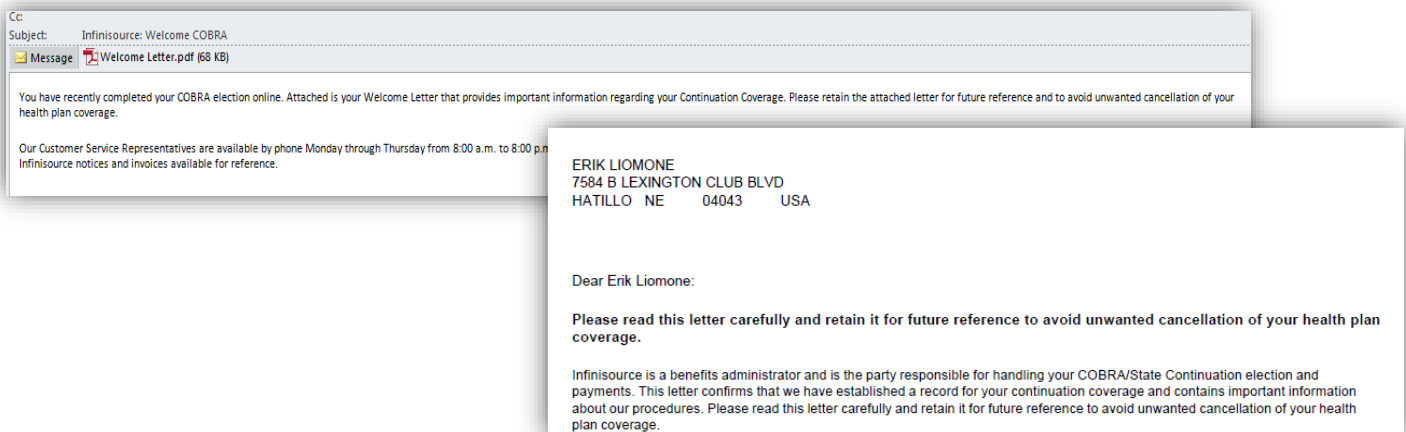 Cc:
Subject: Infinisource: Welcome COBRA
Message Welcome Letter.pdf (68 KB)
You have recently completed your COBRA election online. Attached is your Welcome Letter that provides important information regarding your Continuation Coverage. Please retain the attached letter for future reference and to avoid unwanted cancellation of your
health plan coverage.
Our Customer Service Representatives are available by phone Monday through Thursday from 8:00 a.m. to 8:00 p.m
Infinisource notices and invoices available for reference.
ERIK LIOMONE
7584 B LEXINGTON CLUB BLVD
HATILLO NE 04043 USA
Dear Erik Liomone:
Please read this letter carefully and retain it for future reference to avoid unwanted cancellation of your health plan
coverage.
Infinisource is a benefits administrator and is the party responsible for handling your COBRA/State Continuation election and
payments. This letter confirms that we have established a record for your continuation coverage and contains important information
about our procedures. Please read this letter carefully and retain it for future reference to avoid unwanted cancellation of your health
plan coverage.